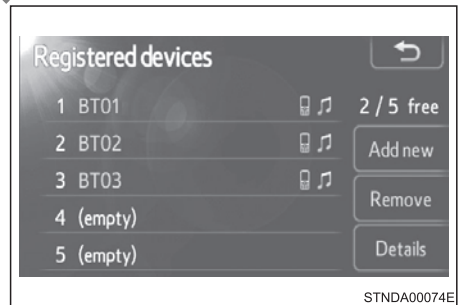 Registered devices
1 BT01
2 / 5 free
2 BT02
Add new
3 BT03
Remove
4 (empty)
5 (empty)
Details
STNDA00074E